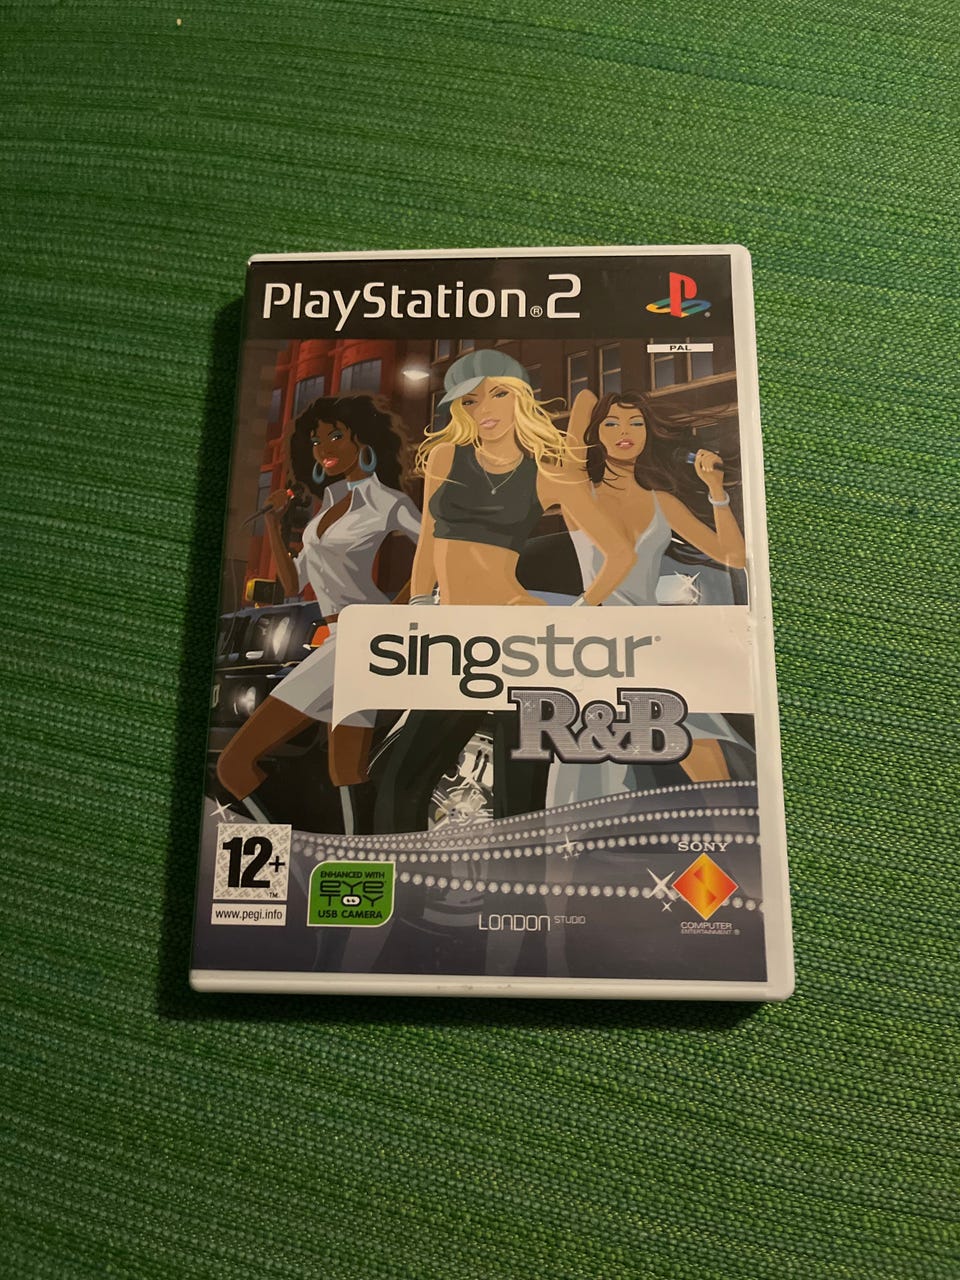 PlayStation®2
PAL
singstar®
R&B
12+™
www.pegi.info
ENHANCED WITH
EYE
TOY
USB CAMERA
LONDON STUDIO
SONY
COMPUTER
ENTERTAINMENT®